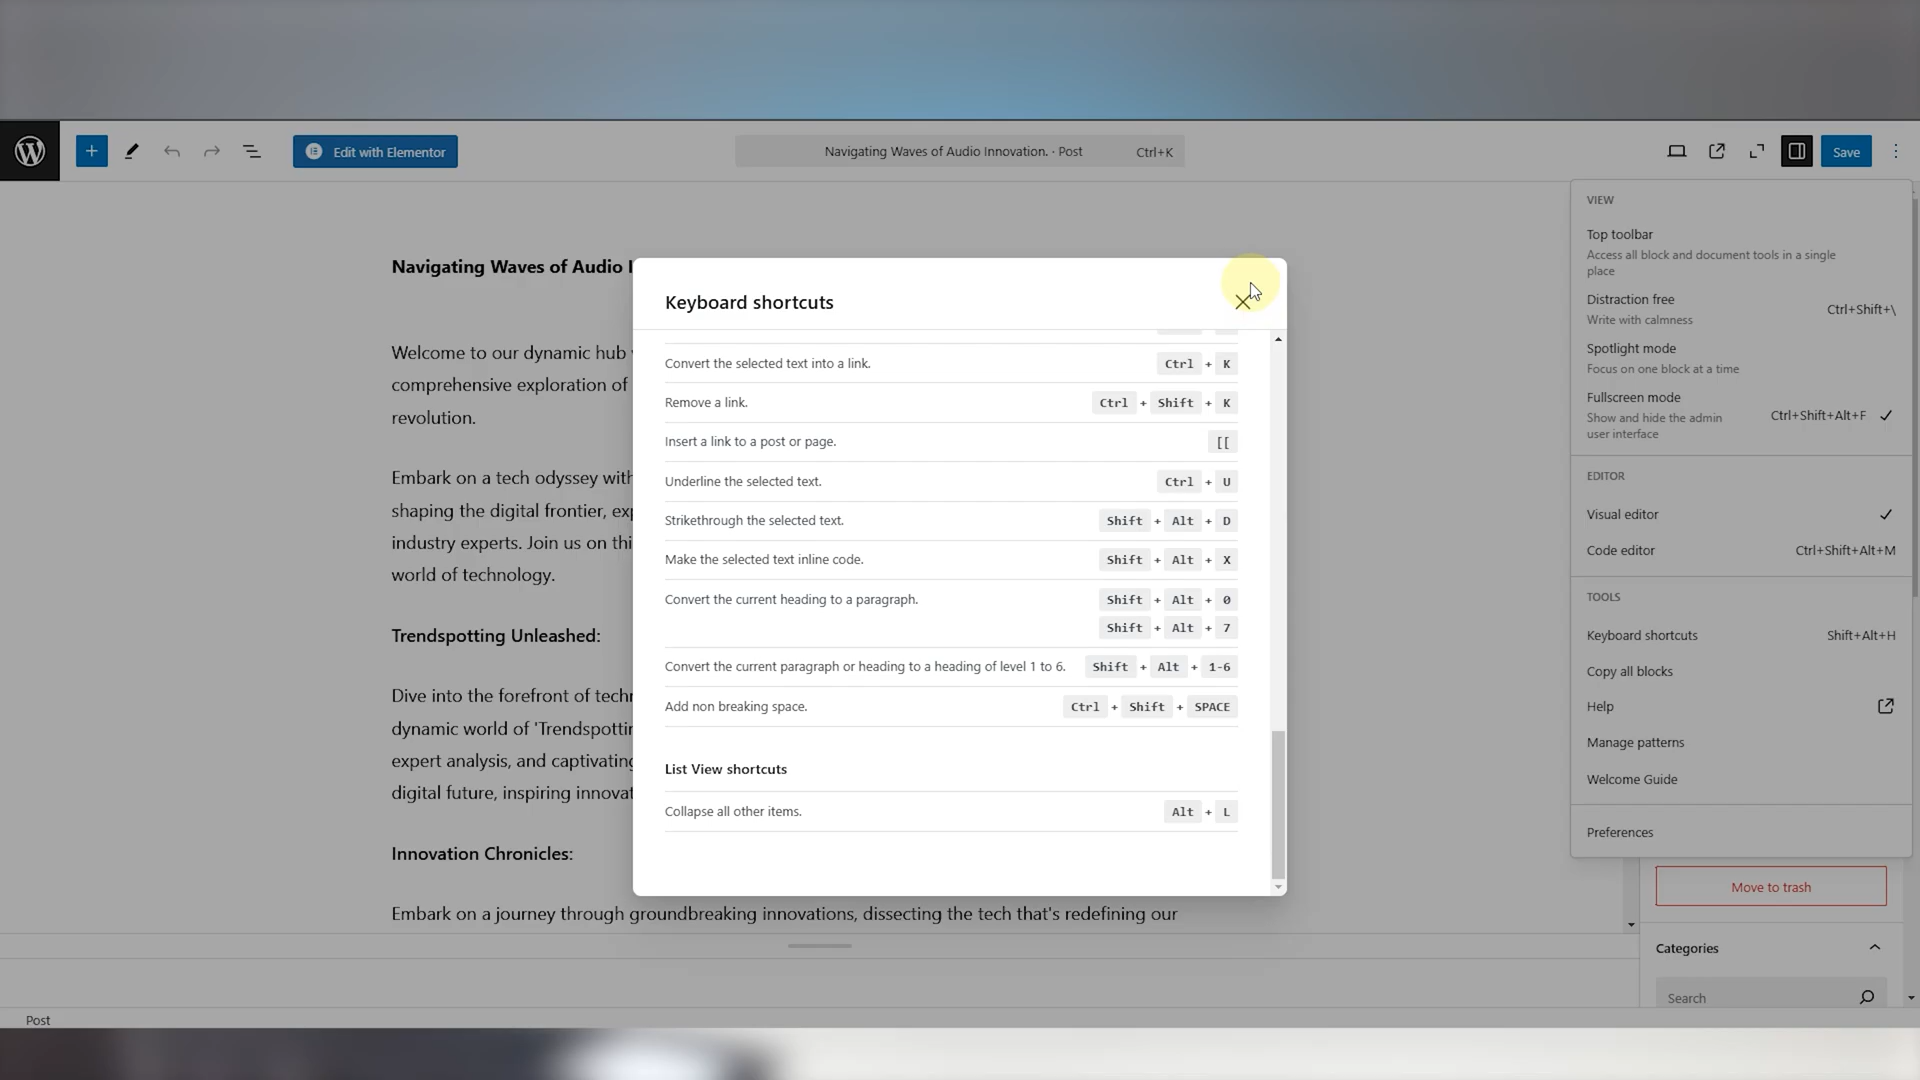 Edit with Elementor
Navigating Waves of Audio Innovation. · Post Ctrl+K
Save
Navigating Waves of Audio I
Welcome to our dynamic hub
comprehensive exploration of
revolution.
Embark on a tech odyssey with
shaping the digital frontier, exp
industry experts. Join us on thi
world of technology.
Trendspotting Unleashed:
Dive into the forefront of techn
dynamic world of 'Trendspottin
expert analysis, and captivating
digital future, inspiring innovat
Innovation Chronicles:
Embark on a journey through groundbreaking innovations, dissecting the tech that's redefining our
Keyboard shortcuts
Convert the selected text into a link. Ctrl + K
Remove a link. Ctrl + Shift + K
Insert a link to a post or page. [[
Underline the selected text. Ctrl + U
Strikethrough the selected text. Shift + Alt + D
Make the selected text inline code. Shift + Alt + X
Convert the current heading to a paragraph. Shift + Alt + 0
Shift + Alt + 7
Convert the current paragraph or heading to a heading of level 1 to 6. Shift + Alt + 1-6
Add non breaking space. Ctrl + Shift + SPACE
List View shortcuts
Collapse all other items. Alt + L
VIEW
Top toolbar
Access all block and document tools in a single
place
Distraction free Ctrl+Shift+\
Write with calmness
Spotlight mode
Focus on one block at a time
Fullscreen mode Ctrl+Shift+Alt+F
Show and hide the admin
user interface
EDITOR
Visual editor
Code editor Ctrl+Shift+Alt+M
TOOLS
Keyboard shortcuts Shift+Alt+H
Copy all blocks
Help
Manage patterns
Welcome Guide
Preferences
Move to trash
Categories
Search
Post